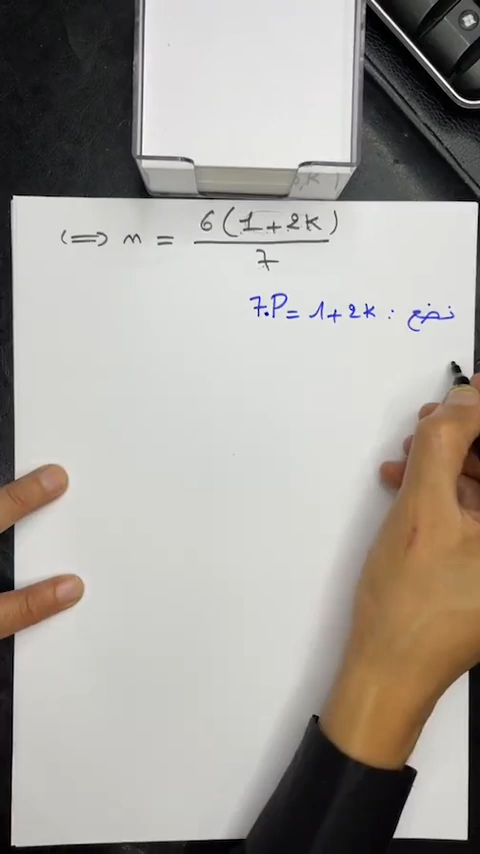 ⟺ n = 6(1+2k) / 7
نضع : 7.P = 1+2k